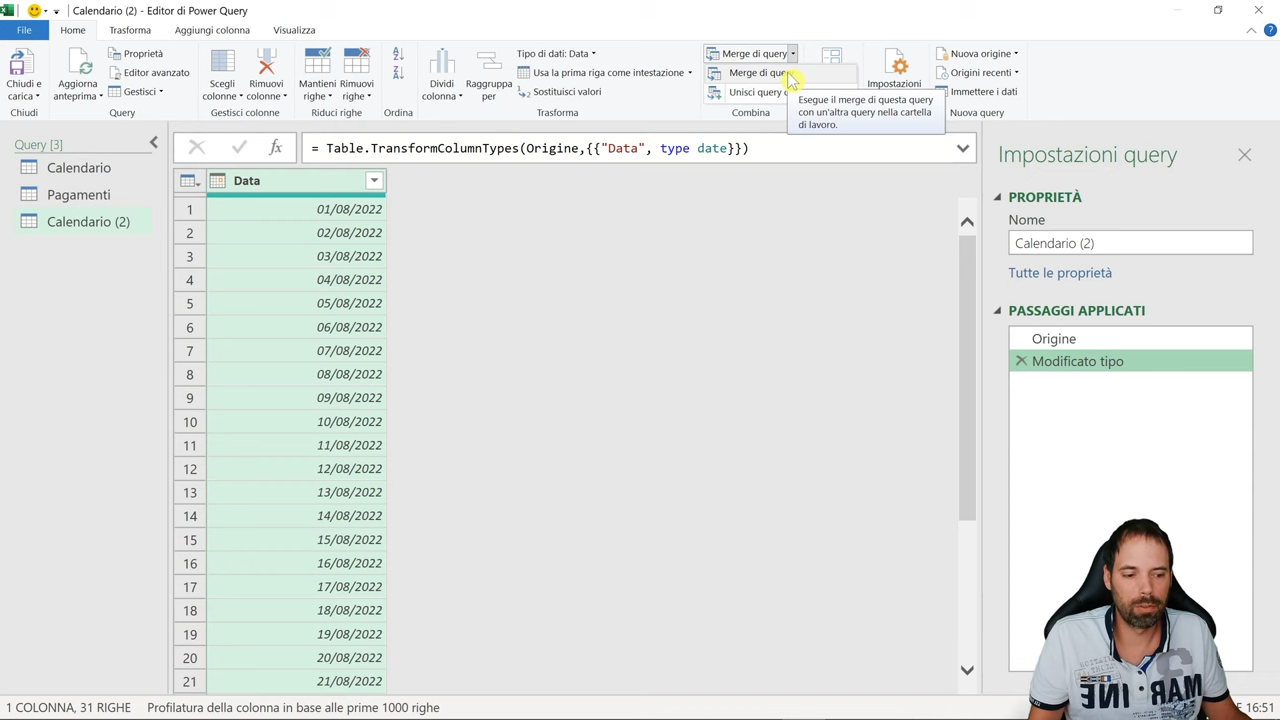 Calendario (2) - Editor di Power Query
File
Home
Trasforma
Aggiungi colonna
Visualizza
Chiudi e carica
Chiudi
Aggiorna anteprima
Proprietà
Editor avanzato
Gestisci
Query
Scegli colonne
Rimuovi colonne
Gestisci colonne
Mantieni righe
Rimuovi righe
Riduci righe
Ordina
Dividi colonna
Raggruppa per
Tipo di dati: Data
Usa la prima riga come intestazione
Sostituisci valori
Trasforma
Merge di query
Merge di query
Unisci query
Combina
Esegue il merge di questa query
con un'altra query nella cartella
di lavoro.
Impostazioni
Nuova origine
Origini recenti
Immettere i dati
Nuova query
Query [3]
Calendario
Pagamenti
Calendario (2)
= Table.TransformColumnTypes(Origine,{{"Data", type date}})
Data
1 01/08/2022
2 02/08/2022
3 03/08/2022
4 04/08/2022
5 05/08/2022
6 06/08/2022
7 07/08/2022
8 08/08/2022
9 09/08/2022
10 10/08/2022
11 11/08/2022
12 12/08/2022
13 13/08/2022
14 14/08/2022
15 15/08/2022
16 16/08/2022
17 17/08/2022
18 18/08/2022
19 19/08/2022
20 20/08/2022
21 21/08/2022
Impostazioni query
PROPRIETÀ
Nome
Calendario (2)
Tutte le proprietà
PASSAGGI APPLICATI
Origine
Modificato tipo
1 COLONNA, 31 RIGHE
Profilatura della colonna in base alle prime 1000 righe
E 16:51